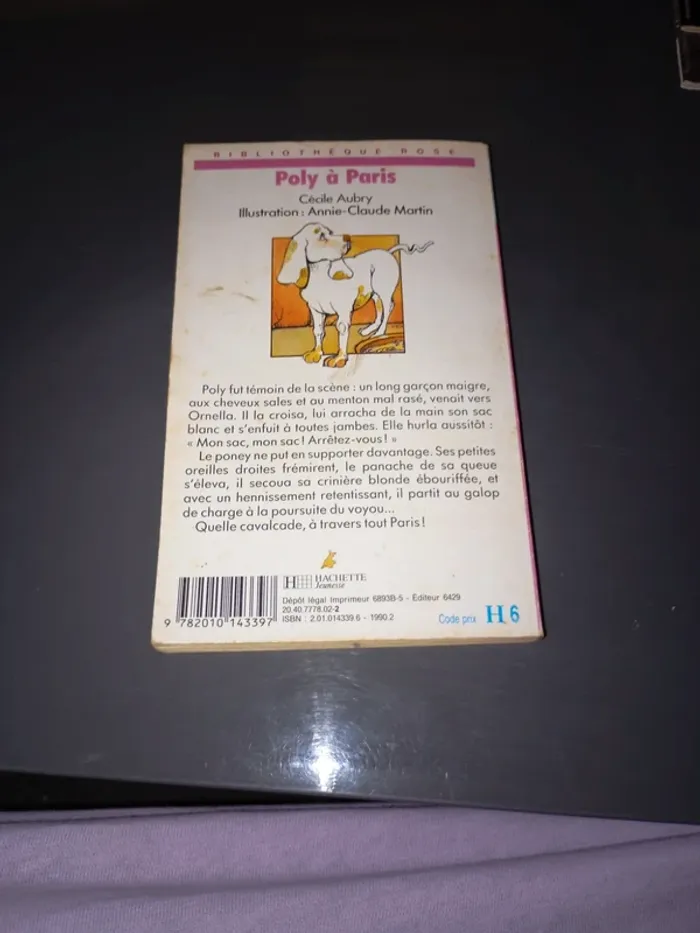 BIBLIOTHÈQUE ROSE
Poly à Paris
Cécile Aubry
Illustration : Annie-Claude Martin
Poly fut témoin de la scène : un long garçon maigre,
aux cheveux sales et au menton mal rasé, venait vers
Ornella. Il la croisa, lui arracha de la main son sac
blanc et s'enfuit à toutes jambes. Elle hurla aussitôt :
« Mon sac, mon sac ! Arrêtez-vous ! »
Le poney ne put en supporter davantage. Ses petites
oreilles droites frémirent, le panache de sa queue
s'éleva, il secoua sa crinière blonde ébouriffée, et
avec un hennissement retentissant, il partit au galop
de charge à la poursuite du voyou...
Quelle cavalcade, à travers tout Paris !
H HACHETTE
Jeunesse
Dépôt légal Imprimeur 6893B-5 - Éditeur 6429
20.40.7778.02-2
ISBN : 2.01.014339.6 - 1990.2
9 782010 143397
Code prix H 6